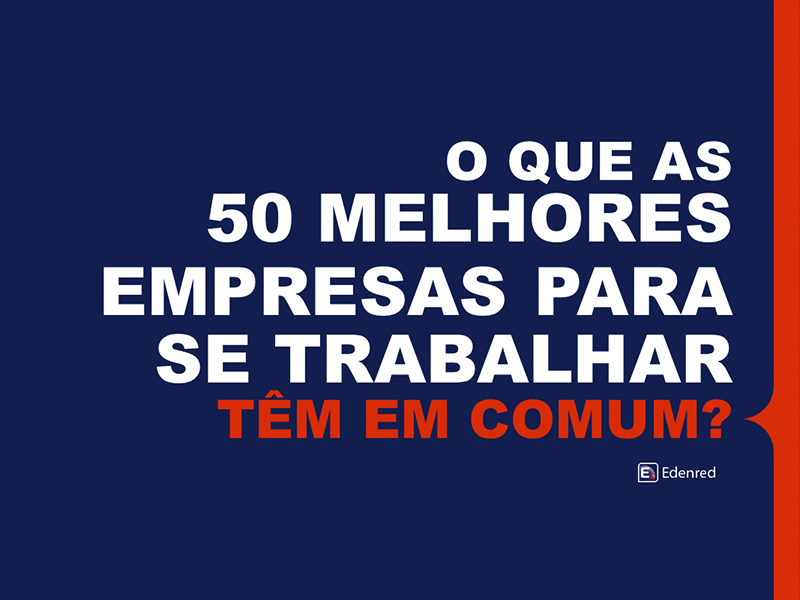 O QUE AS
50 MELHORES
EMPRESAS PARA
SE TRABALHAR
TÊM EM COMUM?
E Edenred